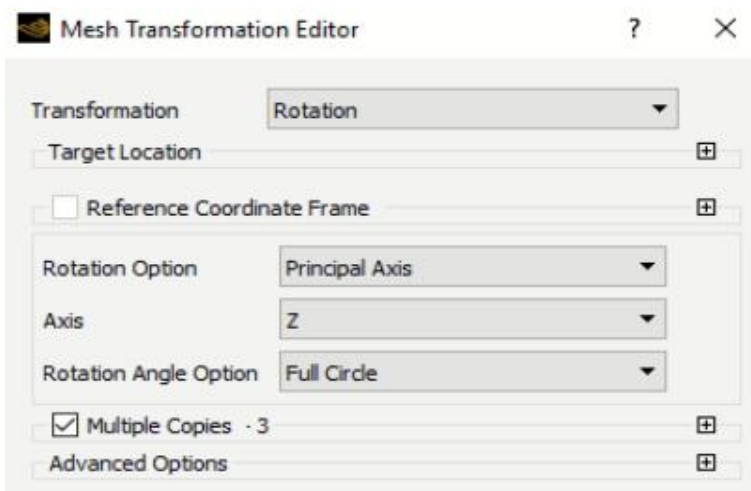 Mesh Transformation Editor ? ×
Transformation Rotation
Target Location
Reference Coordinate Frame
Rotation Option Principal Axis
Axis Z
Rotation Angle Option Full Circle
Multiple Copies - 3
Advanced Options